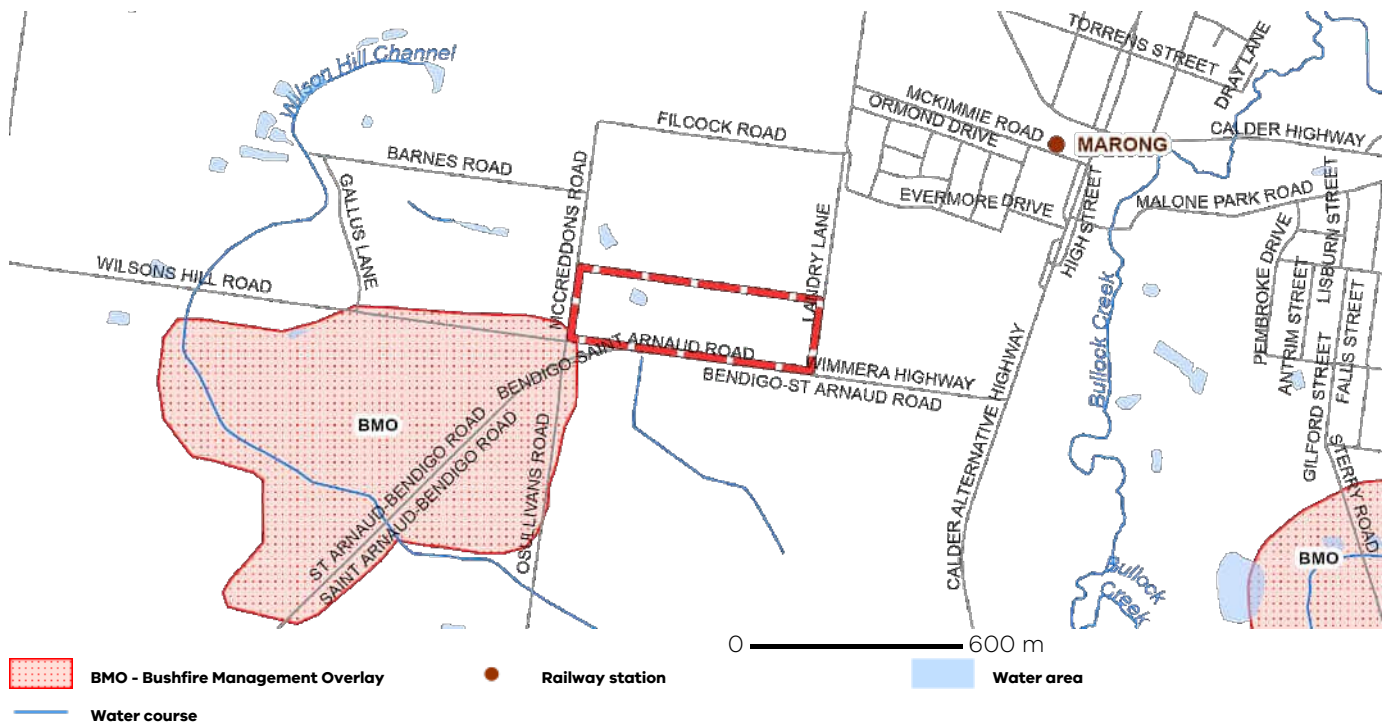 TORRENS STREET
DRAY LANE
Wilson Hill Channel
MCKIMMIE ROAD
ORMOND DRIVE
FILCOCK ROAD
CALDER HIGHWAY
MARONG
BARNES ROAD
MCCREDDONS ROAD
GALLUS LANE
EVERMORE DRIVE
MALONE PARK ROAD
LISBURN STREET
HIGH STREET
LANDRY LANE
PEMBROKE DRIVE
WILSONS HILL ROAD
ANTRIM STREET
Bullock Creek
FALLS STREET
GILFORD STREET
BENDIGO-SAINT ARNAUD ROAD
WIMMERA HIGHWAY
BENDIGO-ST ARNAUD ROAD
CALDER ALTERNATIVE HIGHWAY
BMO
ST ARNAUD-BENDIGO ROAD
SAINT ARNAUD-BENDIGO ROAD
OSULLIVANS ROAD
STERRY ROAD
BMO
Bullock
Creek
0 600 m
BMO - Bushfire Management Overlay
Railway station
Water area
Water course